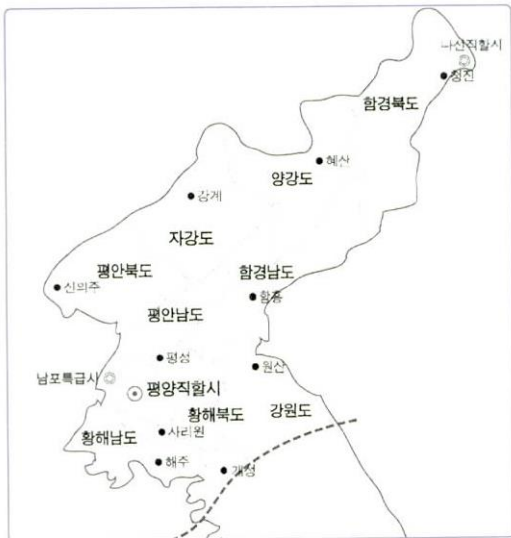 나산직할시
청진
함경북도
혜산
양강도
강계
자강도
평안북도
함경남도
신의주
함흥
평안남도
평성
원산
남포특급시
평양직할시
황해북도
강원도
황해남도
사리원
해주
개성